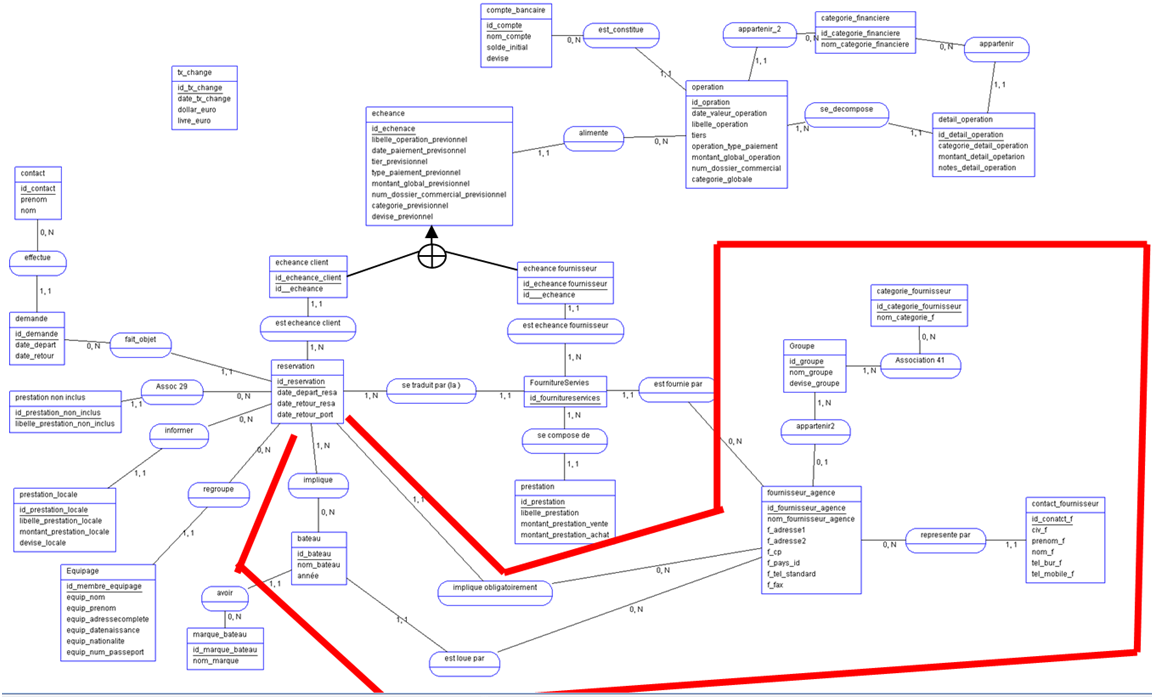 compte_bancaire
id_compte
nom_compte
solde_initial
devise
0, N
est_constitue
1, 1
appartenir_2
0, N
1, 1
categorie_financiere
id_categorie_financiere
nom_categorie_financiere
0, N
appartenir
1, 1
tx_change
id_tx_change
date_tx_change
dollar_euro
livre_euro
operation
id_opration
date_valeur_operation
libelle_operation
tiers
operation_type_paiement
montant_global_operation
num_dossier_commercial
categorie_globale
se_decompose
1, N
1, 1
detail_operation
id_detail_operation
categorie_detail_operation
montant_detail_opetarion
notes_detail_operation
echeance
id_echenace
libelle_operation_previonnel
date_paiement_previsonnel
tier_previsionnel
type_paiement_previonnel
montant_global_previsionnel
num_dossier_commercial_previsionnel
categorie_previsionnel
devise_previonnel
1, 1
alimente
0, N
contact
id_contact
prenom
nom
0, N
effectue
1, 1
demande
id_demande
date_depart
date_retour
0, N
fait_objet
1, 1
echeance client
id_echeance_client
id__echeance
1, 1
est echeance client
1, N
echeance fournisseur
id_echeance fournisseur
id___echeance
1, 1
est echeance fournisseur
1, N
categorie_fournisseur
id_categorie_fournisseur
nom_categorie_f
0, N
Association 41
1, N
Groupe
id_groupe
nom_groupe
devise_groupe
1, N
appartenir2
0, 1
reservation
id_reservation
date_depart_resa
date_retour_resa
date_retour_port
1, N
se traduit par (la )
1, 1
FournitureServies
id_fournitureservices
1, 1
est fournie par
0, N
prestation non inclus
id_prestation_non_inclus
libelle_prestation_non_inclus
1, 1
Assoc 29
0, N
informer
0, N
1, 1
1, N
se compose de
1, 1
prestation
id_prestation
libelle_prestation
montant_prestation_vente
montant_prestation_achat
prestation_locale
id_prestation_locale
libelle_prestation_locale
montant_prestation_locale
devise_locale
0, N
regroupe
1, 1
1, N
implique
0, N
1, 1
fournisseur_agence
id_fournisseur_agence
nom_fournisseur_agence
f_adresse1
f_adresse2
f_cp
f_pays_id
f_tel_standard
f_fax
0, N
represente par
1, 1
contact_fournisseur
id_conatct_f
civ_f
prenom_f
nom_f
tel_bur_f
tel_mobile_f
bateau
id_bateau
nom_bateau
année
Equipage
id_membre_equipage
equip_nom
equip_prenom
equip_adressecomplete
equip_datenaissance
equip_nationalite
equip_num_passeport
1, 1
avoir
0, N
marque_bateau
id_marque_bateau
nom_marque
implique obligatoirement
0, N
1, 1
est loue par
0, N